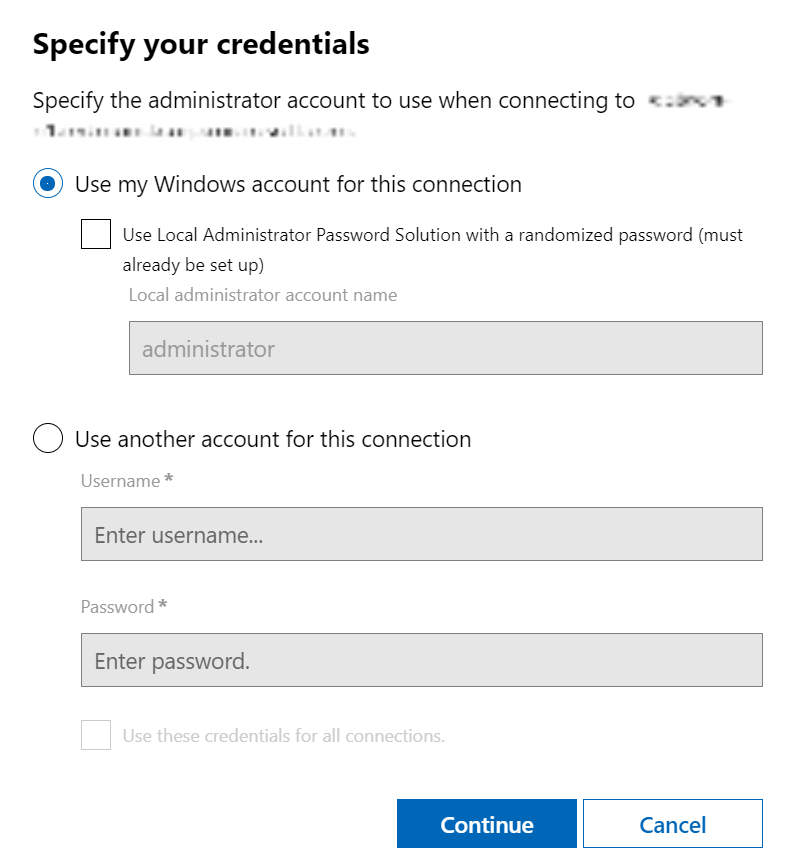 Specify your credentials
Specify the administrator account to use when connecting to
Use my Windows account for this connection
Use Local Administrator Password Solution with a randomized password (must
already be set up)
Local administrator account name
administrator
Use another account for this connection
Username *
Enter username...
Password *
Enter password.
Use these credentials for all connections.
Continue
Cancel